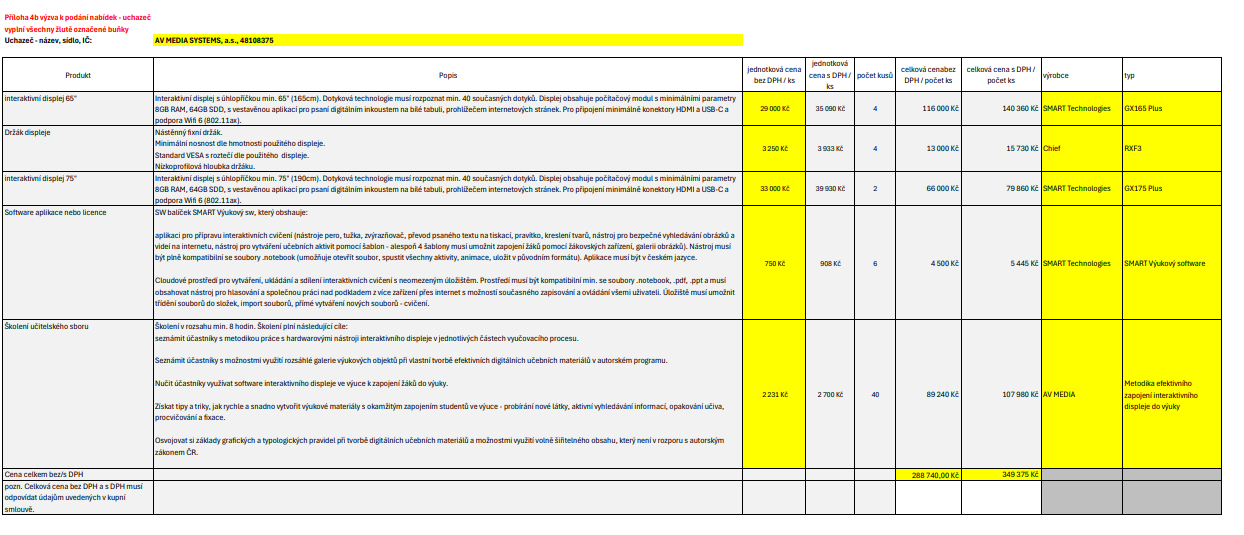 Příloha 4b výzva k podání nabídek - uchazeč
vyplní všechny žlutě označené buňky
Uchazeč - název, sídlo, IČ: AV MEDIA SYSTEMS, a.s., 48108375
Produkt Popis jednotková cena bez DPH / ks jednotková cena s DPH / ks počet kusů celková cenabez DPH / počet ks celková cena s DPH / počet ks výrobce typ
interaktivní displej 65"
Interaktivní displej s úhlopříčkou min. 65" (165cm). Dotyková technologie musí rozpoznat min. 40 současných dotyků. Displej obsahuje počítačový modul s minimálními parametry
8GB RAM, 64GB SDD, s vestavěnou aplikací pro psaní digitálním inkoustem na bílé tabuli, prohlížečem internetových stránek. Pro připojení minimálně konektory HDMI a USB-C a
podpora Wifi 6 (802.11ax).
29 000 Kč 35 090 Kč 4 116 000 Kč 140 360 Kč SMART Technologies GX165 Plus
Držák displeje
Nástěnný fixní držák.
Minimální nosnost dle hmotnosti použitého displeje.
Standard VESA s roztečí dle použitého displeje.
Nízkoprofilová hloubka držáku.
3 250 Kč 3 933 Kč 4 13 000 Kč 15 730 Kč Chief RXF3
interaktivní displej 75"
Interaktivní displej s úhlopříčkou min. 75" (190cm). Dotyková technologie musí rozpoznat min. 40 současných dotyků. Displej obsahuje počítačový modul s minimálními parametry
8GB RAM, 64GB SDD, s vestavěnou aplikací pro psaní digitálním inkoustem na bílé tabuli, prohlížečem internetových stránek. Pro připojení minimálně konektory HDMI a USB-C a
podpora Wifi 6 (802.11ax).
33 000 Kč 39 930 Kč 2 66 000 Kč 79 860 Kč SMART Technologies GX175 Plus
Software aplikace nebo licence
SW balíček SMART Výukový sw, který obshauje:
aplikaci pro přípravu interaktivních cvičení (nástroje pero, tužka, zvýrazňovač, převod psaného textu na tiskací, pravítko, kreslení tvarů, nástroj pro bezpečné vyhledávání obrázků a
videí na internetu, nástroj pro vytváření učebních aktivit pomocí šablon - alespoň 4 šablony musí umožnit zapojení žáků pomocí žákovských zařízení, galerii obrázků). Nástroj musí
být plně kompatibilní se soubory .notebook (umožňuje otevřít soubor, spustit všechny aktivity, animace, uložit v původním formátu). Aplikace musí být v českém jazyce.
Cloudové prostředí pro vytváření, ukládání a sdílení interaktivních cvičení s neomezeným úložištěm. Prostředí musí být kompatibilní min. se soubory .notebook, .pdf, .ppt a musí
obsahovat nástroj pro hlasování a společnou práci nad podkladem z více zařízení přes internet s možností současného zapisování a ovládání všemi uživateli. Úložiště musí umožnit
třídění souborů do složek, import souborů, přímé vytváření nových souborů - cvičení.
750 Kč 908 Kč 6 4 500 Kč 5 445 Kč SMART Technologies SMART Výukový software
Školení učitelského sboru
Školení v rozsahu min. 8 hodin. Školení plní následující cíle:
seznámit účastníky s metodikou práce s hardwarovými nástroji interaktivního displeje v jednotlivých částech vyučovacího procesu.
Seznámit účastníky s možnostmi využití rozsáhlé galerie výukových objektů při vlastní tvorbě efektivních digitálních učebních materiálů v autorském programu.
Nučit účastníky využívat software interaktivního displeje ve výuce k zapojení žáků do výuky.
Získat tipy a triky, jak rychle a snadno vytvořit výukové materiály s okamžitým zapojením studentů ve výuce - probírání nové látky, aktivní vyhledávání informací, opakování učiva,
procvičování a fixace.
Osvojovat si základy grafických a typologických pravidel při tvorbě digitálních učebních materiálů a možnostmi využití volně šiřitelného obsahu, který není v rozporu s autorským
zákonem ČR.
2 231 Kč 2 700 Kč 40 89 240 Kč 107 980 Kč AV MEDIA Metodika efektivního zapojení interaktivního displeje do výuky
Cena celkem bez/s DPH 288 740,00 Kč 349 375 Kč
pozn. Celková cena bez DPH a s DPH musí
odpovídat údajům uvedených v kupní
smlouvě.